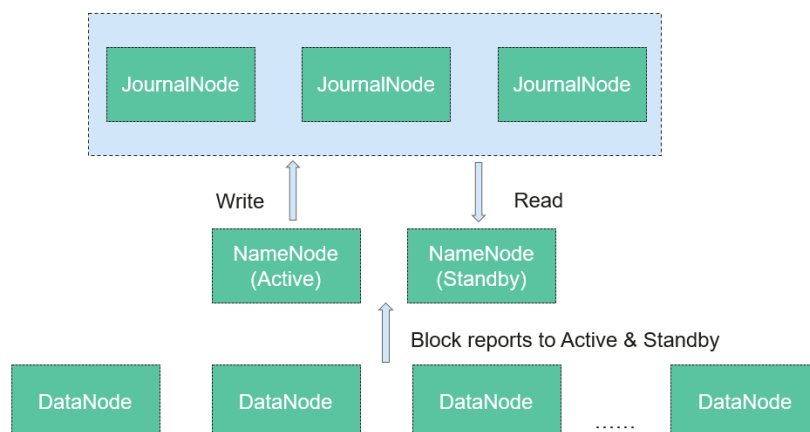 JournalNode
JournalNode
JournalNode
Write
Read
NameNode
(Active)
NameNode
(Standby)
Block reports to Active & Standby
DataNode
DataNode
DataNode
......
DataNode